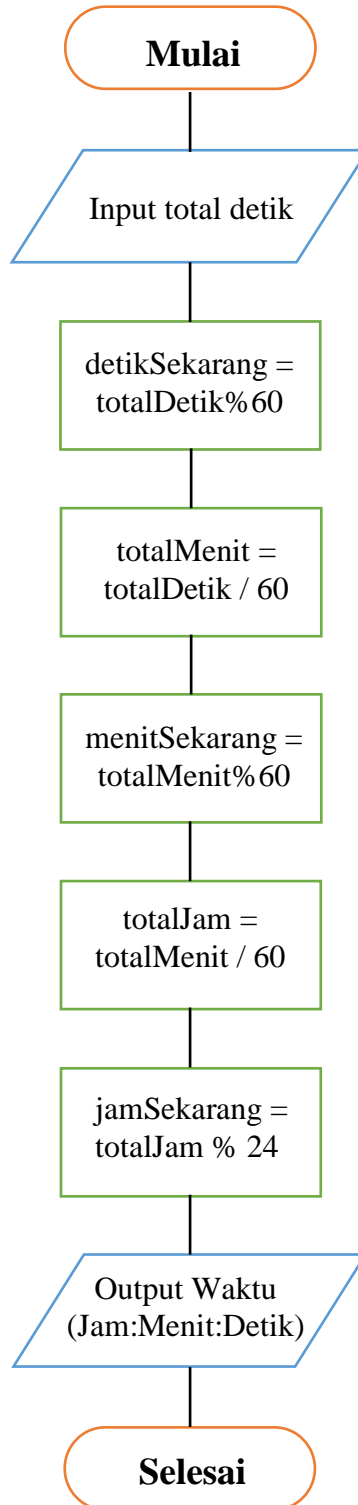 Mulai
Input total detik
detikSekarang =
totalDetik%60
totalMenit =
totalDetik / 60
menitSekarang =
totalMenit%60
totalJam =
totalMenit / 60
jamSekarang =
totalJam % 24
Output Waktu
(Jam:Menit:Detik)
Selesai